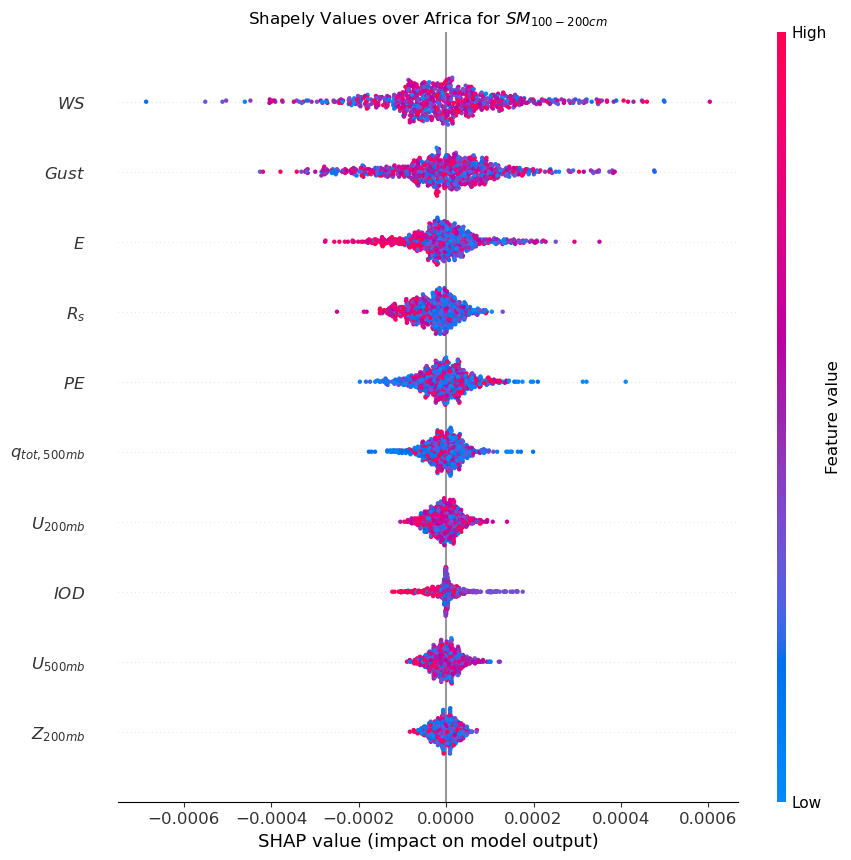 Shapely Values over Africa for SM₁₀₀₋₂₀₀cm
High
WS
Gust
E
Rs
PE
qtot,500mb
U200mb
IOD
U500mb
Z200mb
Feature value
Low
−0.0006 −0.0004 −0.0002 0.0000 0.0002 0.0004 0.0006
SHAP value (impact on model output)